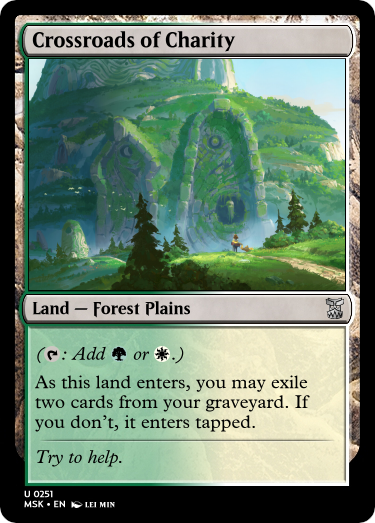 Crossroads of Charity
Land — Forest Plains
(: Add or .)
As this land enters, you may exile
two cards from your graveyard. If
you don't, it enters tapped.
Try to help.
U 0251
MSK • EN LEI MIN